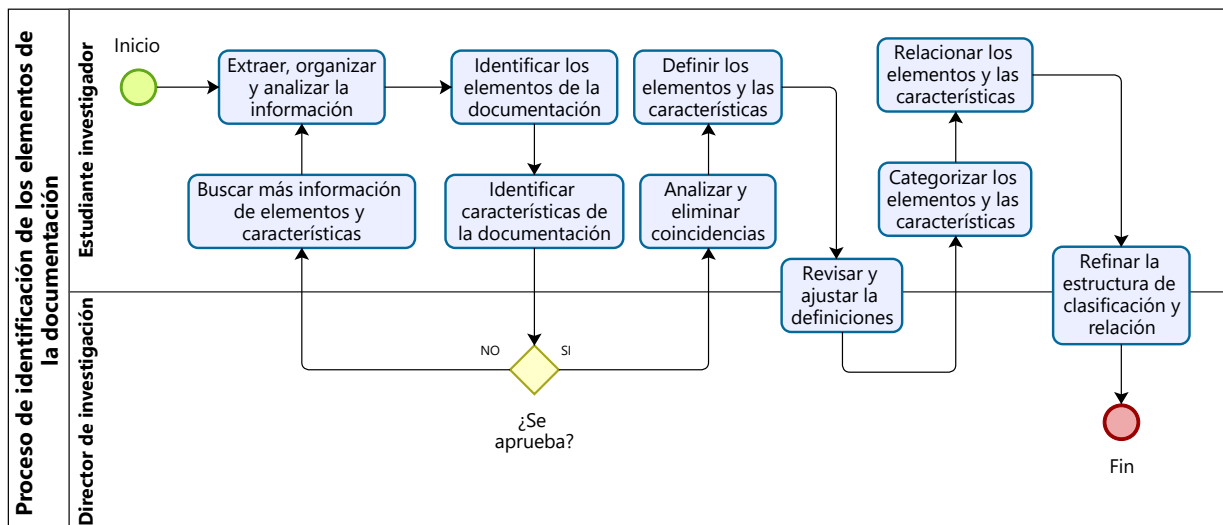 Proceso de identificación de los elementos de
la documentación
Estudiante investigador
Director de investigación
Inicio
Extraer, organizar
y analizar la
información
Identificar los
elementos de la
documentación
Definir los
elementos y las
características
Relacionar los
elementos y las
características
Buscar más información
de elementos y
características
Identificar
características de
la documentación
Analizar y
eliminar
coincidencias
Categorizar los
elementos y las
características
Revisar y
ajustar la
definiciones
Refinar la
estructura de
clasificación y
relación
NO
SI
¿Se
aprueba?
Fin